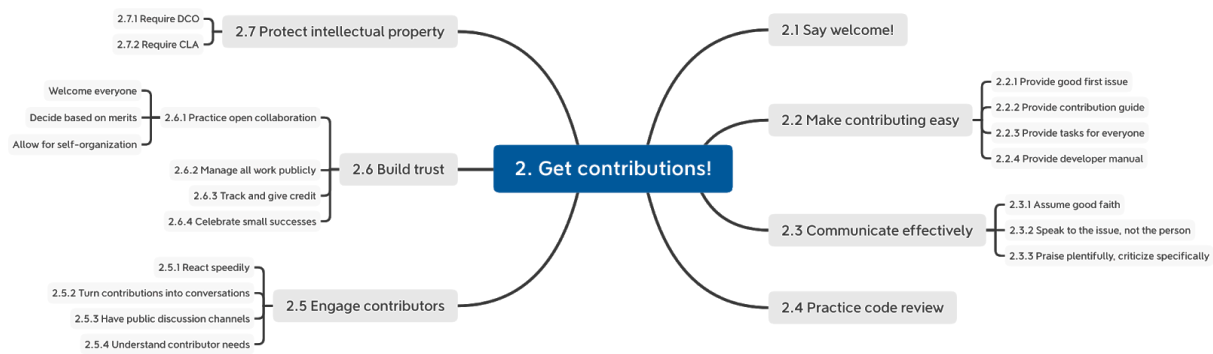 2. Get contributions!
2.1 Say welcome!
2.2 Make contributing easy
2.2.1 Provide good first issue
2.2.2 Provide contribution guide
2.2.3 Provide tasks for everyone
2.2.4 Provide developer manual
2.3 Communicate effectively
2.3.1 Assume good faith
2.3.2 Speak to the issue, not the person
2.3.3 Praise plentifully, criticize specifically
2.4 Practice code review
2.5 Engage contributors
2.5.1 React speedily
2.5.2 Turn contributions into conversations
2.5.3 Have public discussion channels
2.5.4 Understand contributor needs
2.6 Build trust
2.6.1 Practice open collaboration
Welcome everyone
Decide based on merits
Allow for self-organization
2.6.2 Manage all work publicly
2.6.3 Track and give credit
2.6.4 Celebrate small successes
2.7 Protect intellectual property
2.7.1 Require DCO
2.7.2 Require CLA